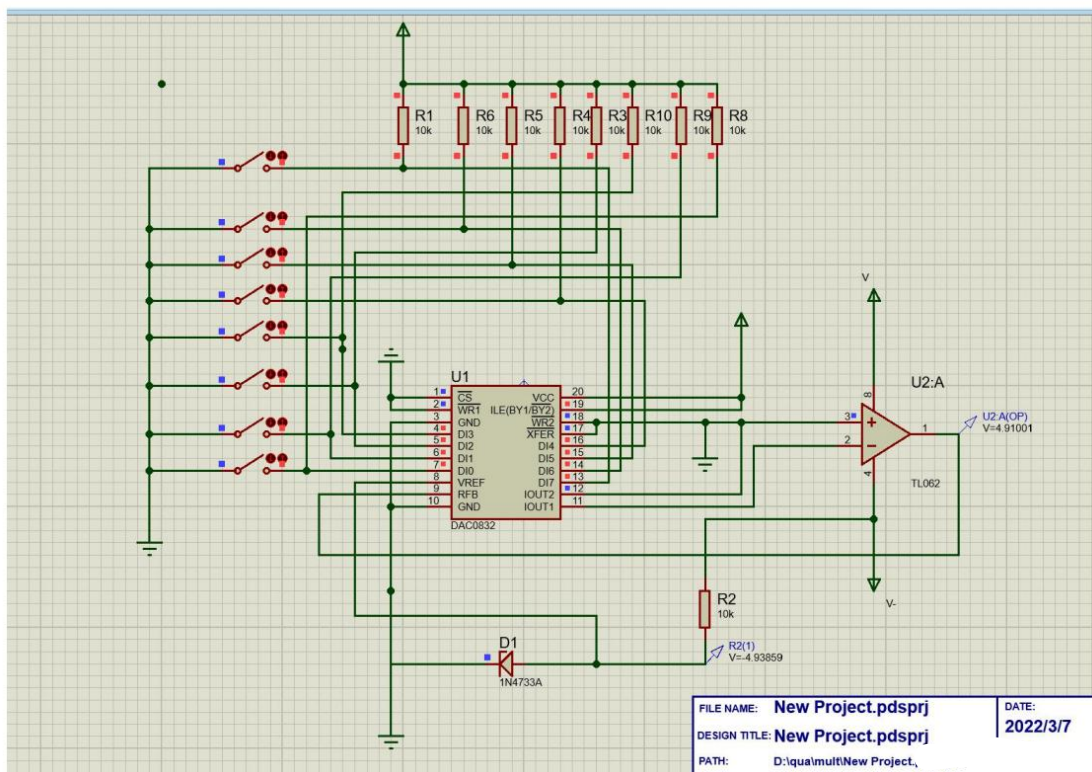 R1
10k
R6
10k
R5
10k
R4
10k
R3
10k
R10
10k
R9
10k
R8
10k
V
U1
1 CS VCC 20
2 WR1 ILE(BY1/BY2) 19
3 GND WR2 18
4 DI3 XFER 17
5 DI2 DI4 16
6 DI1 DI5 15
7 DI0 DI6 14
8 VREF DI7 13
9 RFB IOUT2 12
10 GND IOUT1 11
DAC0832
U2:A
8
3
2
1
4
TL062
U2:A(OP)
V=4.91001
V-
R2
10k
R2(1)
V=-4.93859
D1
1N4733A
FILE NAME: New Project.pdsprj
DATE:
2022/3/7
DESIGN TITLE: New Project.pdsprj
PATH: D:\qua\mult\New Project.